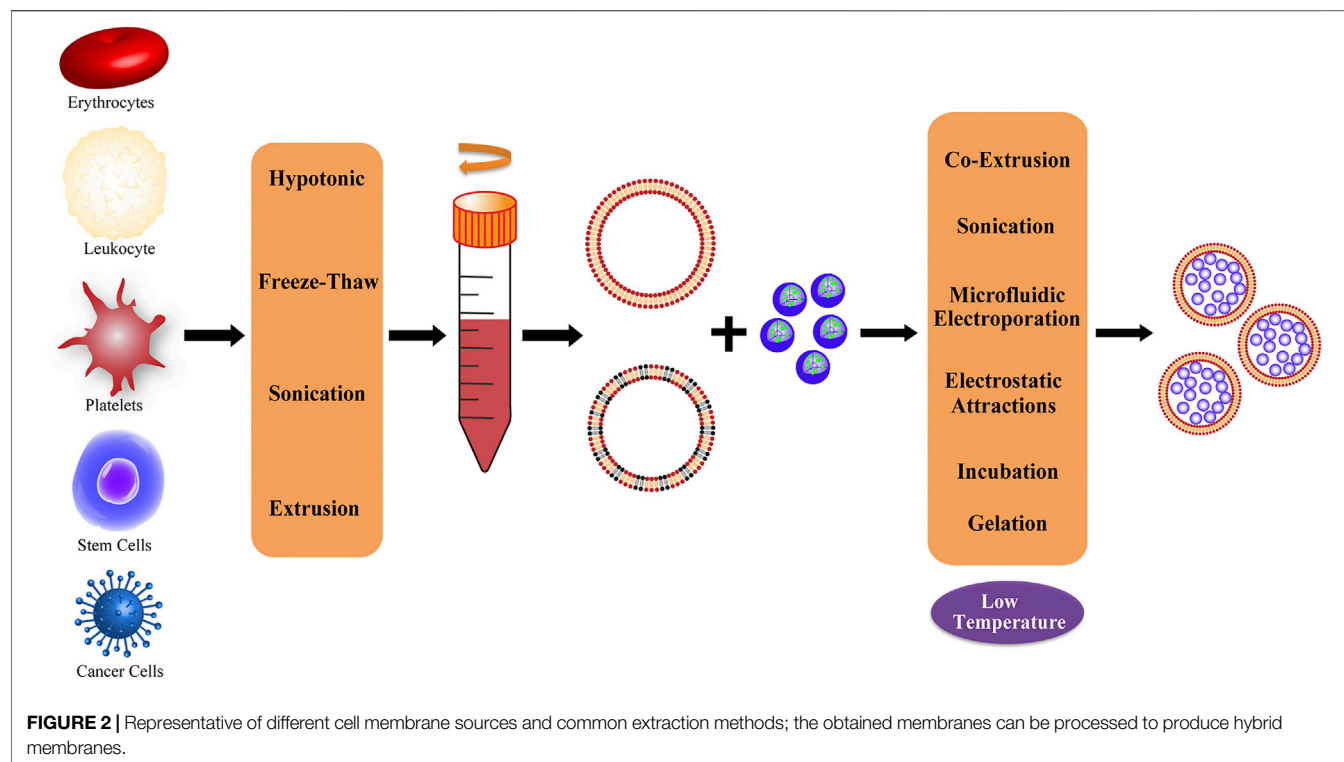 Erythrocytes
Leukocyte
Platelets
Stem Cells
Cancer Cells
Hypotonic
Freeze-Thaw
Sonication
Extrusion
Co-Extrusion
Sonication
Microfluidic
Electroporation
Electrostatic
Attractions
Incubation
Gelation
Low
Temperature
FIGURE 2 | Representative of different cell membrane sources and common extraction methods; the obtained membranes can be processed to produce hybrid
membranes.